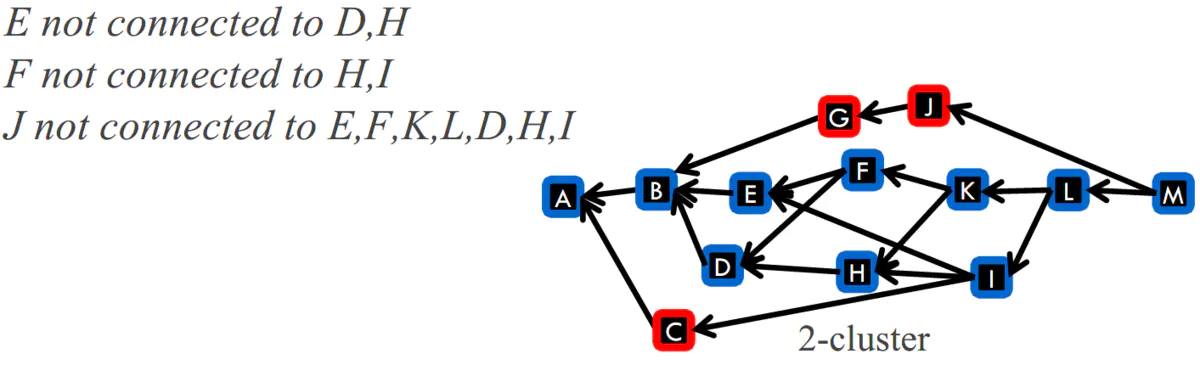 E not connected to D,H
F not connected to H,I
J not connected to E,F,K,L,D,H,I
J
G
F
A
B
E
K
L
M
D
H
I
C
2-cluster